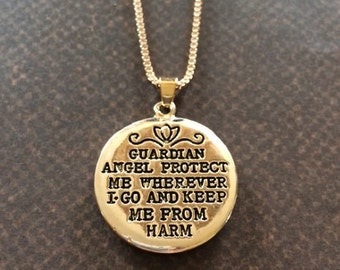 GUARDIAN
ANGEL PROTECT
ME WHEREVER
I GO AND KEEP
ME FROM
HARM